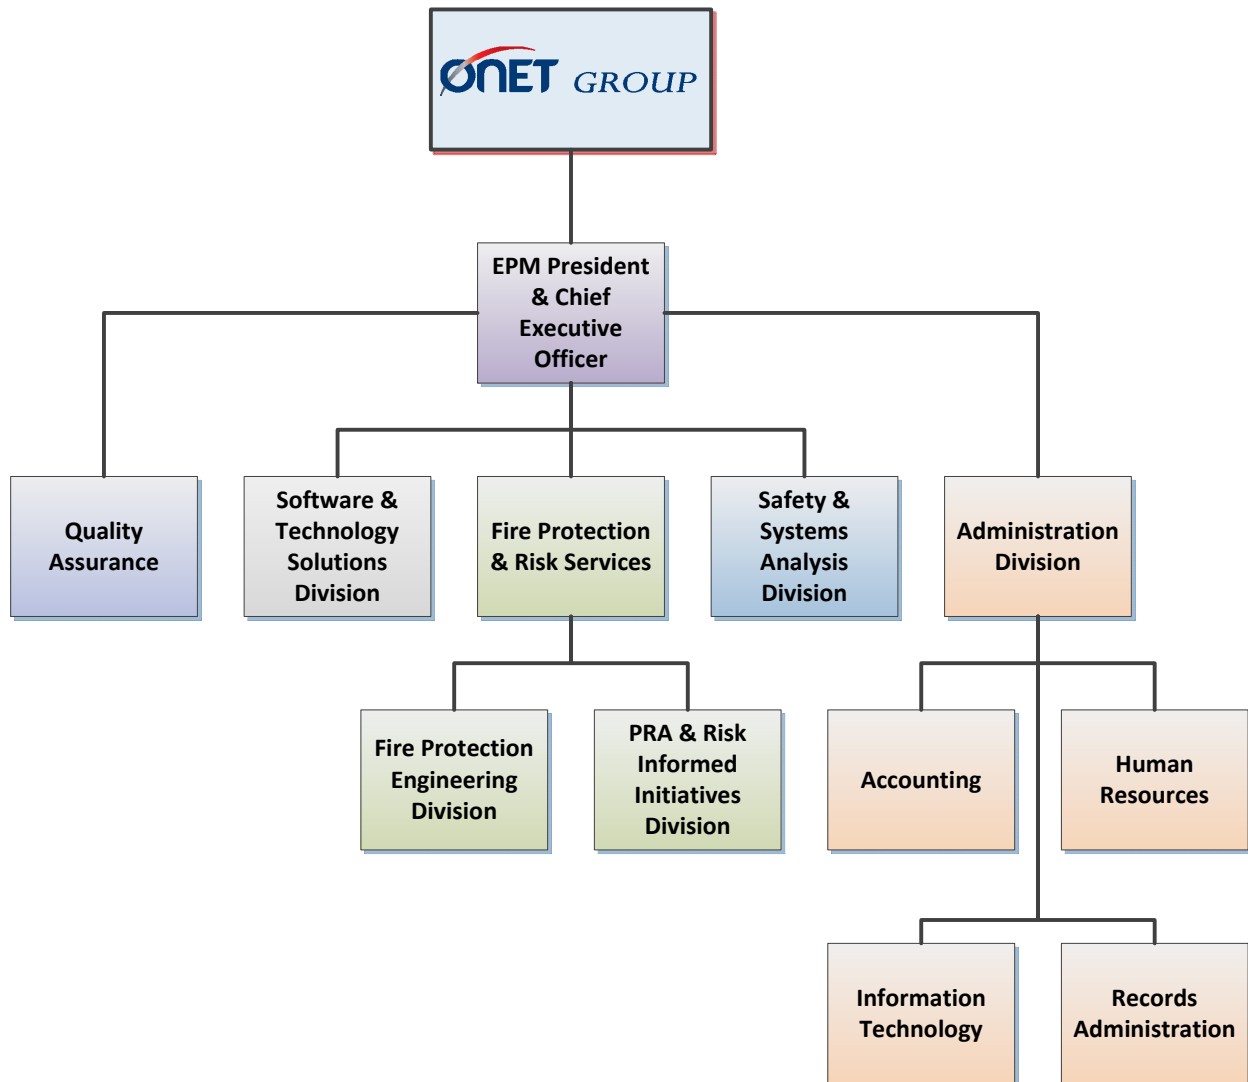 ONET GROUP
EPM President
& Chief
Executive
Officer
Quality
Assurance
Software &
Technology
Solutions
Division
Fire Protection
& Risk Services
Safety &
Systems
Analysis
Division
Administration
Division
Fire Protection
Engineering
Division
PRA & Risk
Informed
Initiatives
Division
Accounting
Human
Resources
Information
Technology
Records
Administration